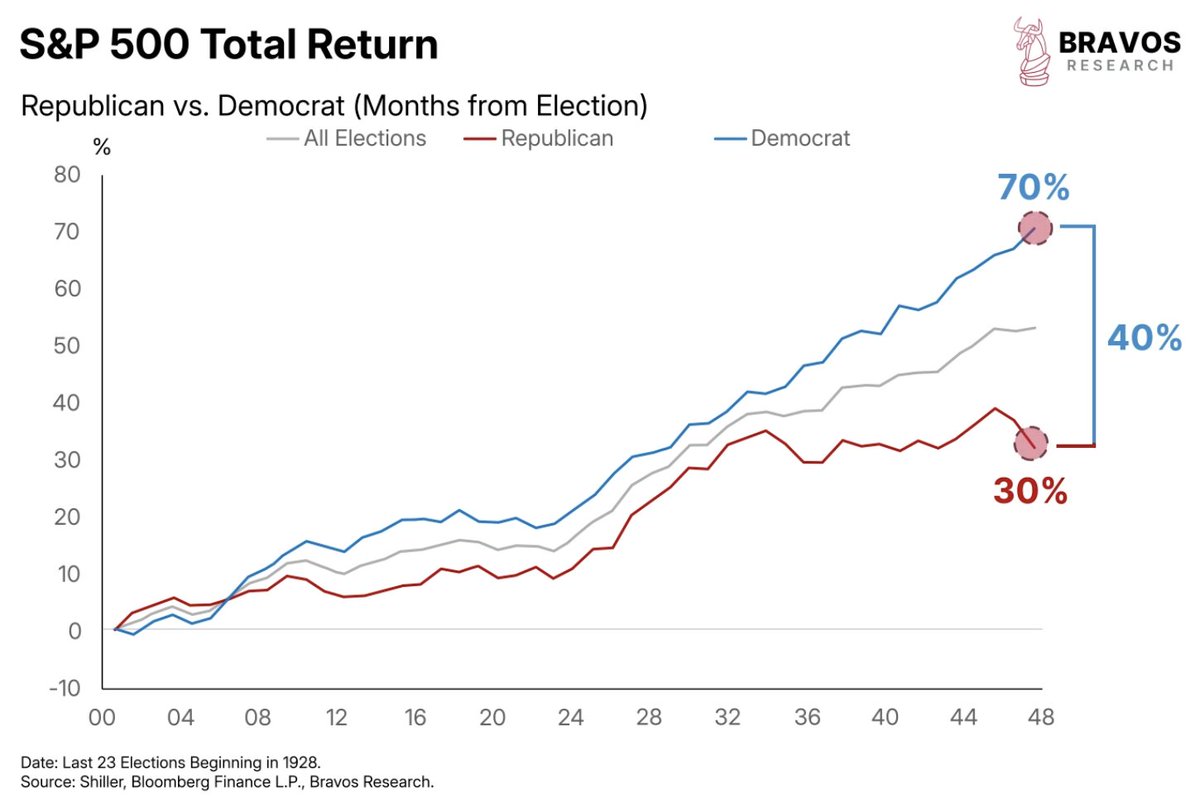 S&P 500 Total Return
BRAVOS
RESEARCH
Republican vs. Democrat (Months from Election)
%
All Elections
Republican
Democrat
80
70
60
50
40
30
20
10
0
-10
70%
40%
30%
00 04 08 12 16 20 24 28 32 36 40 44 48
Date: Last 23 Elections Beginning in 1928.
Source: Shiller, Bloomberg Finance L.P., Bravos Research.